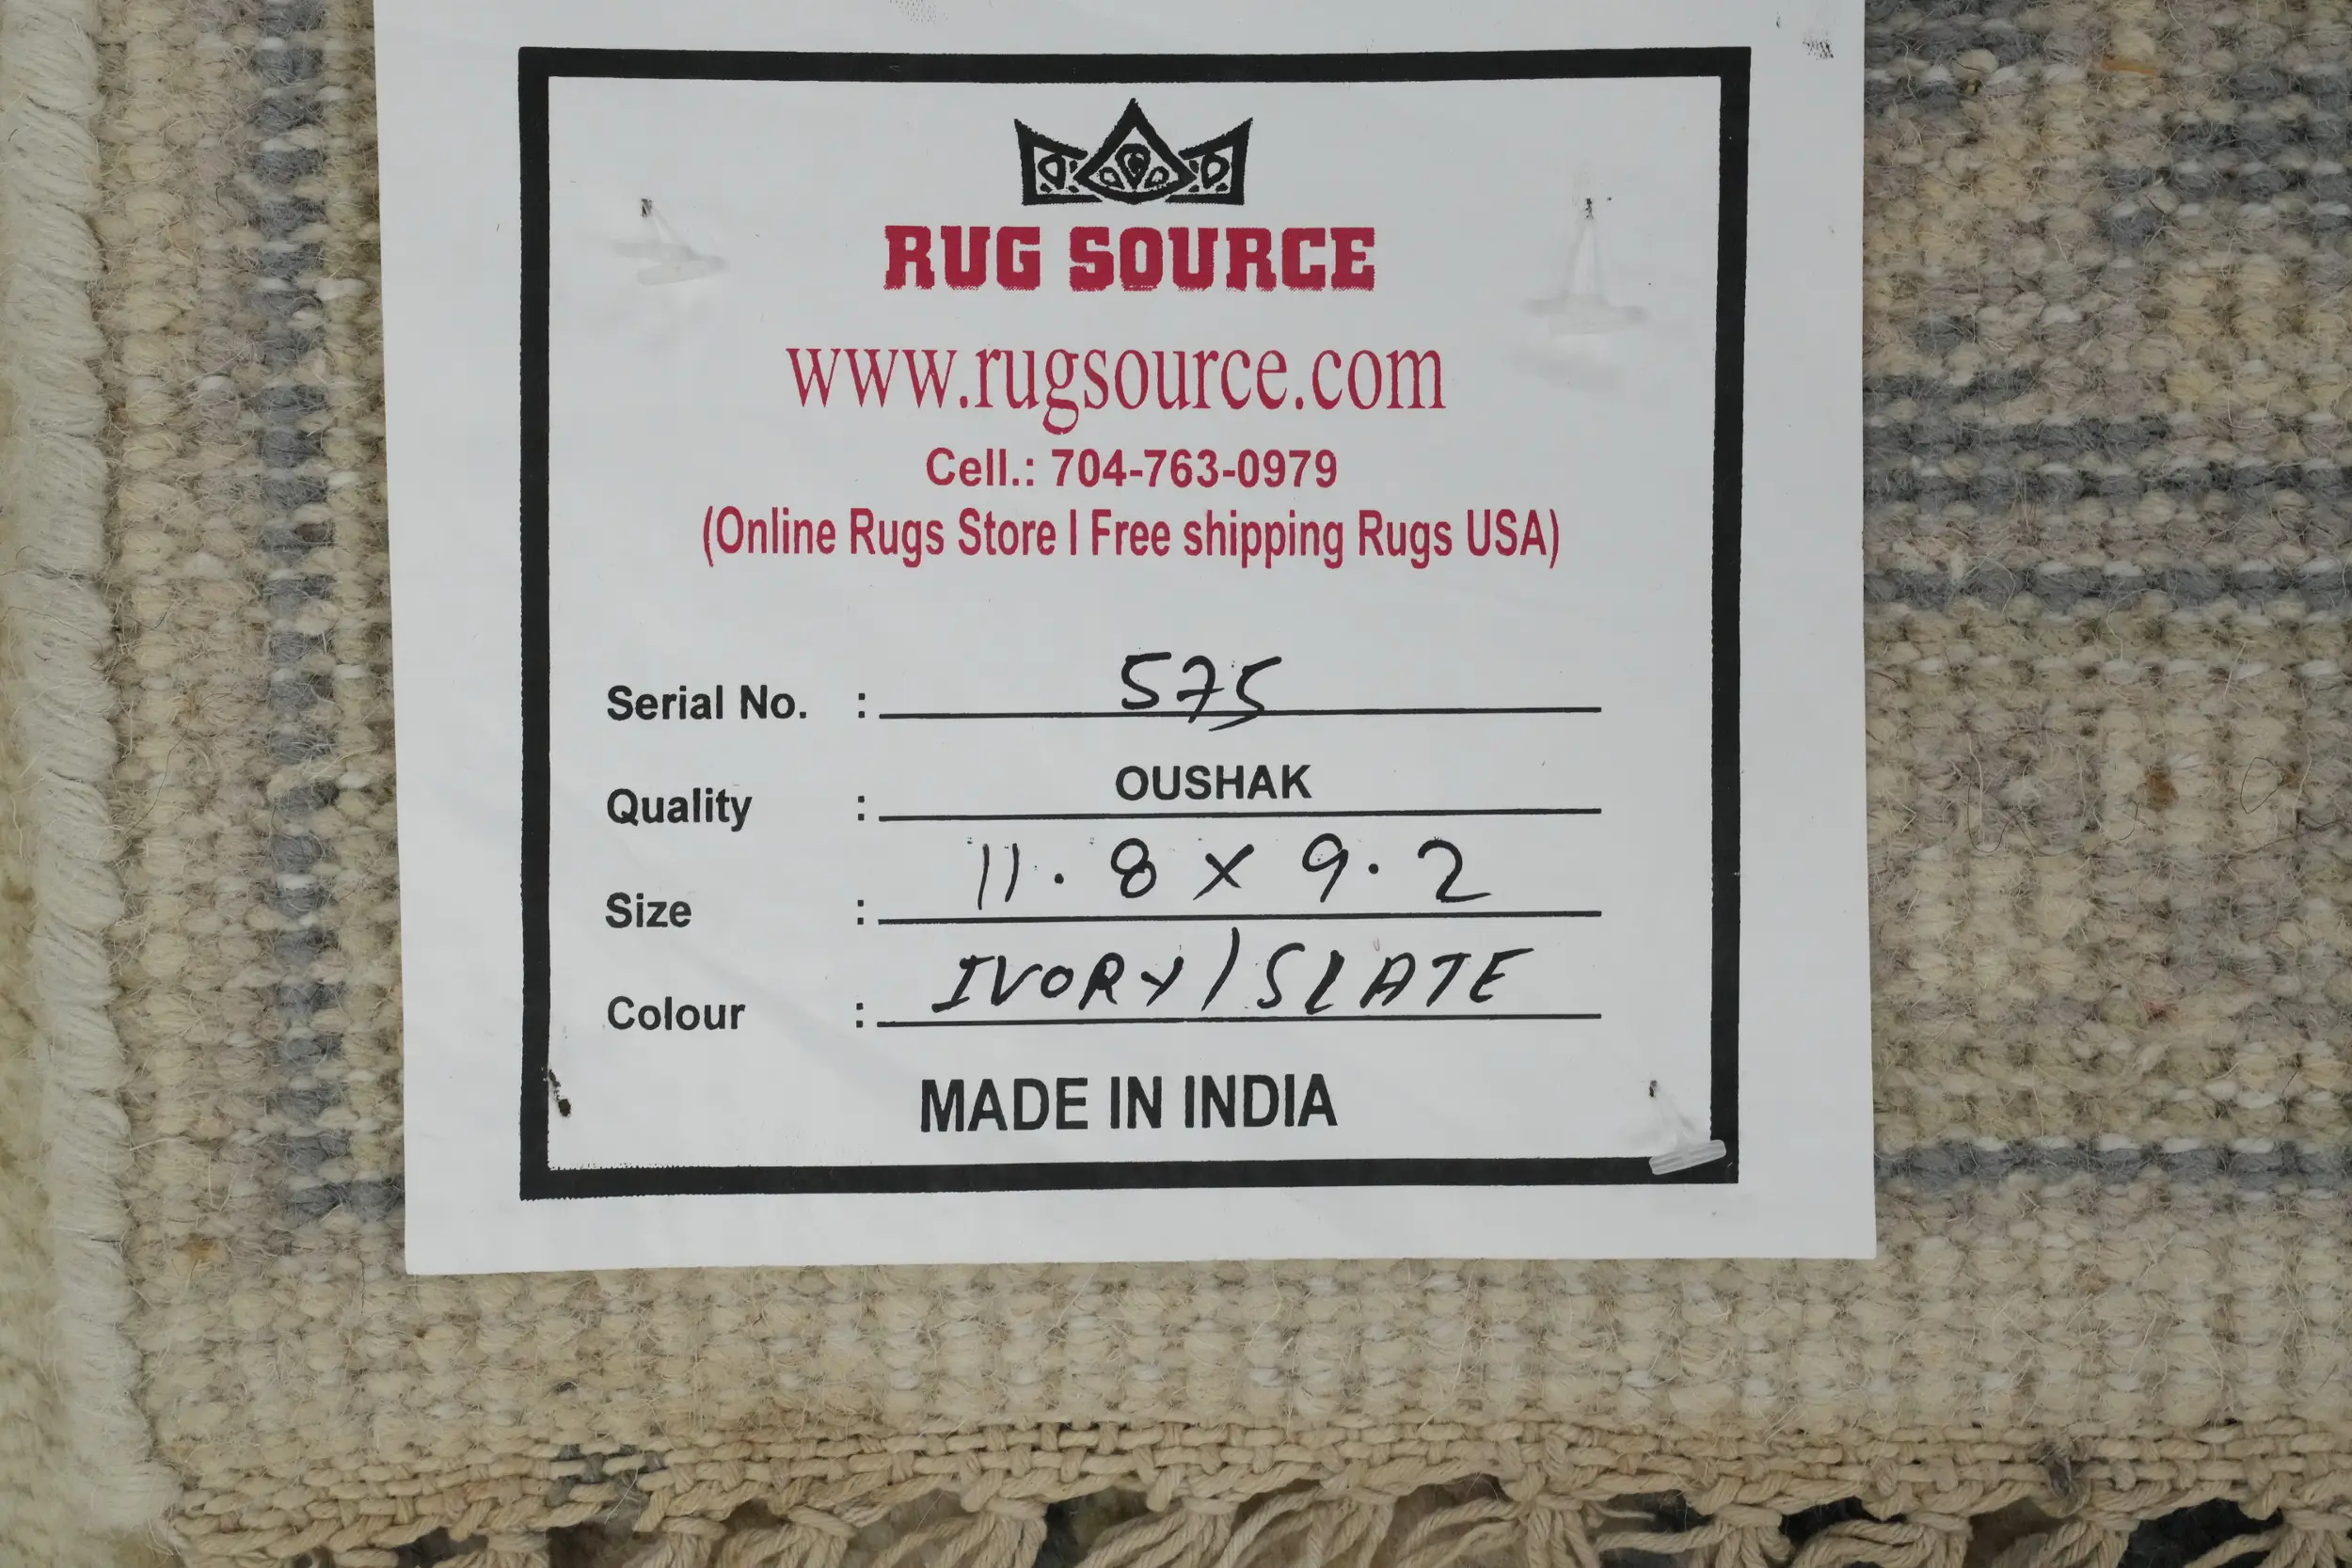 RUG SOURCE
www.rugsource.com
Cell.: 704-763-0979
(Online Rugs Store I Free shipping Rugs USA)
Serial No. : 575
Quality : OUSHAK
Size : 11.8 x 9.2
Colour : IVORY/SLATE
MADE IN INDIA